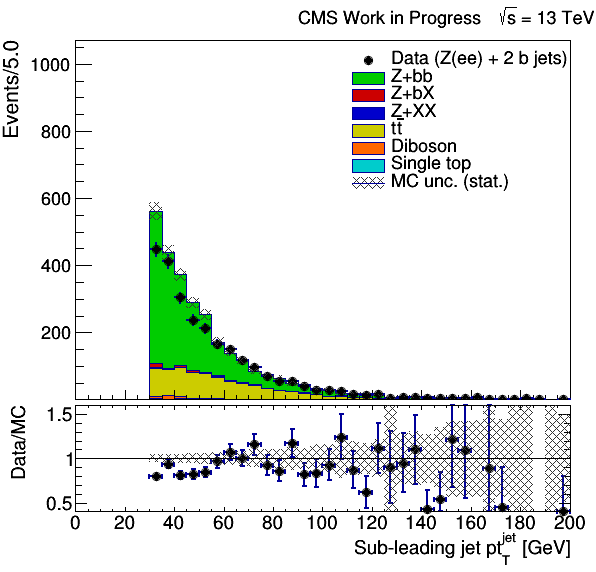 CMS Work in Progress √s = 13 TeV
Events/5.0
1000
800
600
400
200
Data (Z(ee) + 2 b jets)
Z+bb
Z+bX
Z+XX
tt̄
Diboson
Single top
MC unc. (stat.)
Data/MC
1.5
1
0.5
0 20 40 60 80 100 120 140 160 180 200
Sub-leading jet pt_T^jet [GeV]